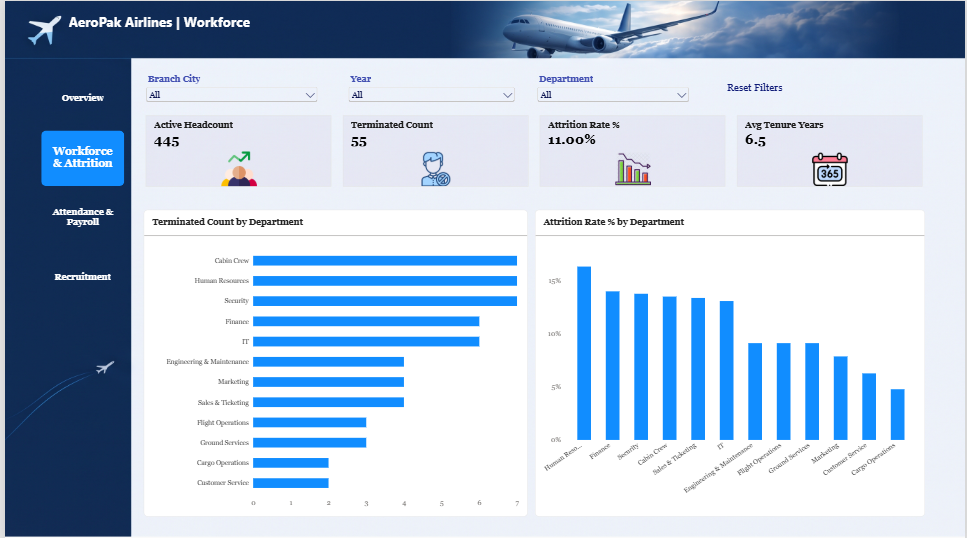 AeroPak Airlines | Workforce
Overview
Workforce
& Attrition
Attendance &
Payroll
Recruitment
Branch City
All
Year
All
Department
All
Reset Filters
Active Headcount
445
Terminated Count
55
Attrition Rate %
11.00%
Avg Tenure Years
6.5
365
Terminated Count by Department
Cabin Crew
Human Resources
Security
Finance
IT
Engineering & Maintenance
Marketing
Sales & Ticketing
Flight Operations
Ground Services
Cargo Operations
Customer Service
0 1 2 3 4 5 6 7
Attrition Rate % by Department
15%
10%
5%
0%
Human Reso...
Finance
Security
Cabin Crew
Sales & Ticketing
IT
Engineering & Maintenance
Flight Operations
Ground Services
Marketing
Customer Service
Cargo Operations